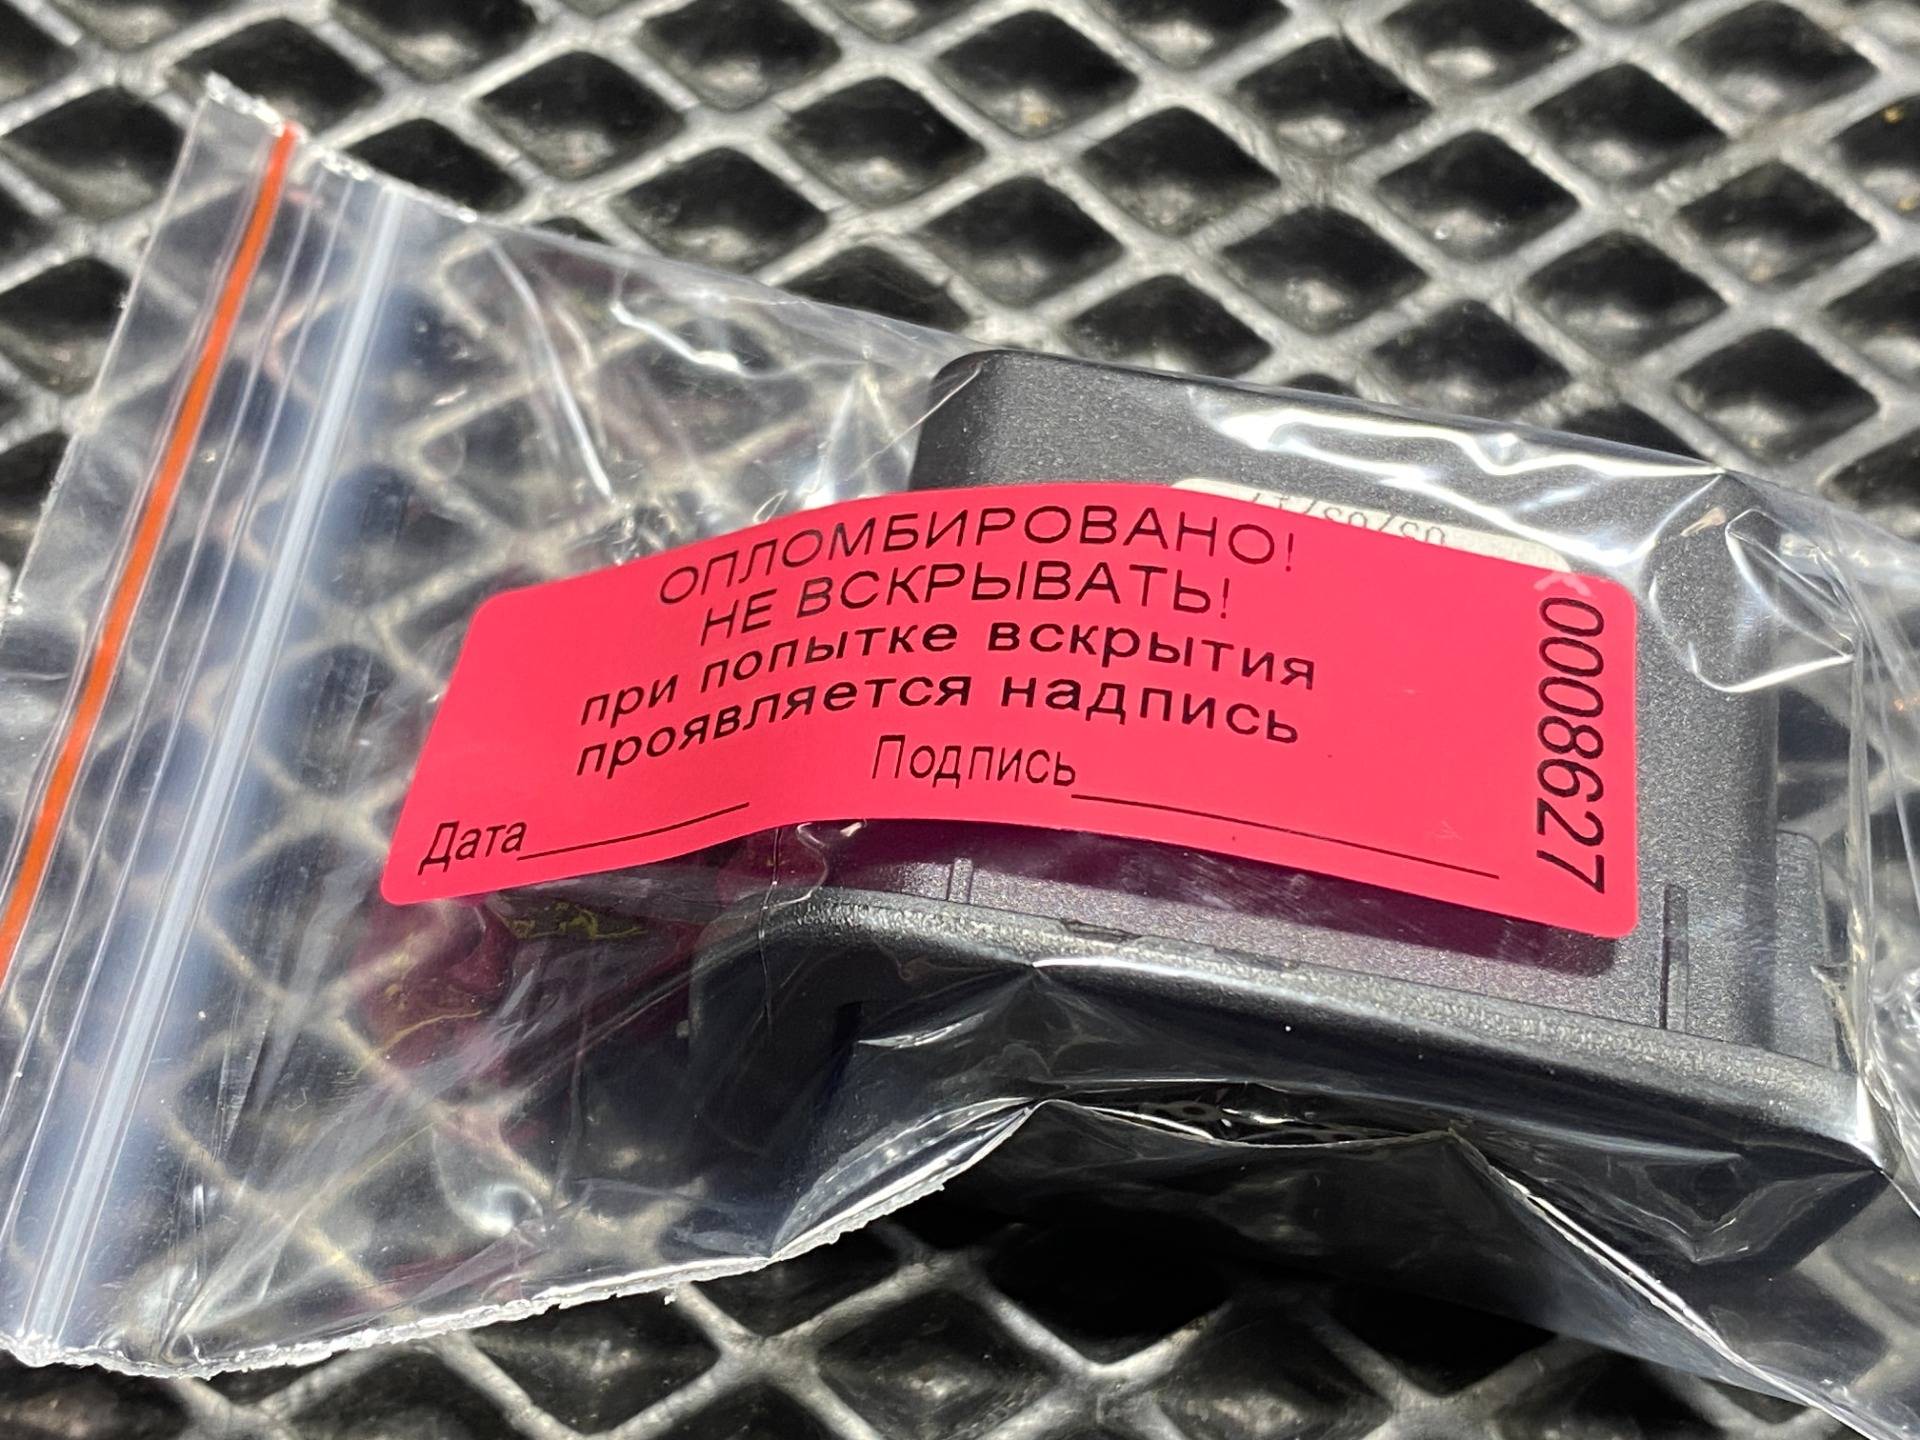 ОПЛОМБИРОВАНО!
НЕ ВСКРЫВАТЬ!
при попытке вскрытия
проявляется надпись
Дата
Подпись
0008627